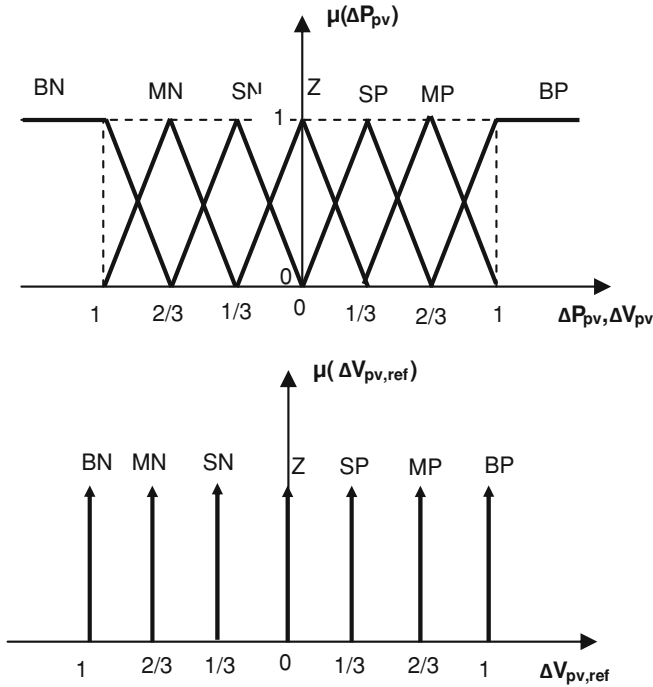 μ(ΔPpv)
BN MN SN Z SP MP BP
1
0
1 2/3 1/3 0 1/3 2/3 1 ΔPpv,ΔVpv
μ( ΔVpv,ref)
BN MN SN Z SP MP BP
1 2/3 1/3 0 1/3 2/3 1 ΔVpv,ref